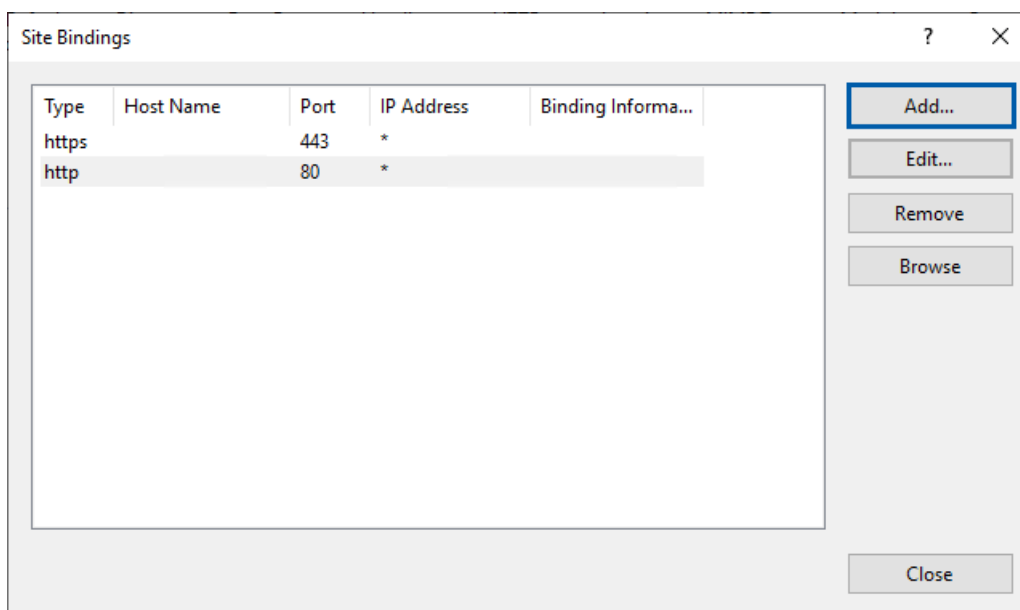 Site Bindings ? ×
Type Host Name Port IP Address Binding Informa...
https 443 *
http 80 *
Add...
Edit...
Remove
Browse
Close